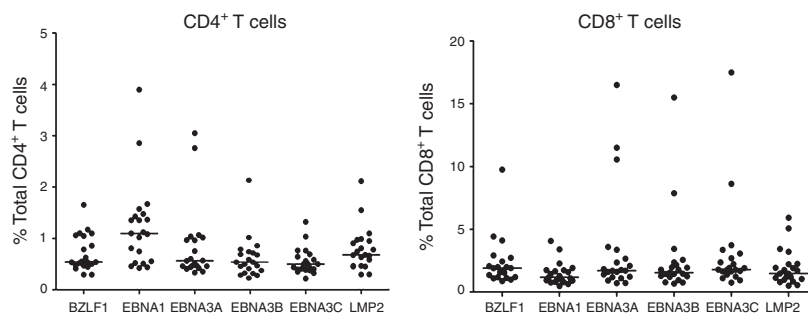 CD4⁺ T cells
% Total CD4⁺ T cells
5
4
3
2
1
0
BZLF1 EBNA1 EBNA3A EBNA3B EBNA3C LMP2
CD8⁺ T cells
% Total CD8⁺ T cells
20
15
10
5
0
BZLF1 EBNA1 EBNA3A EBNA3B EBNA3C LMP2